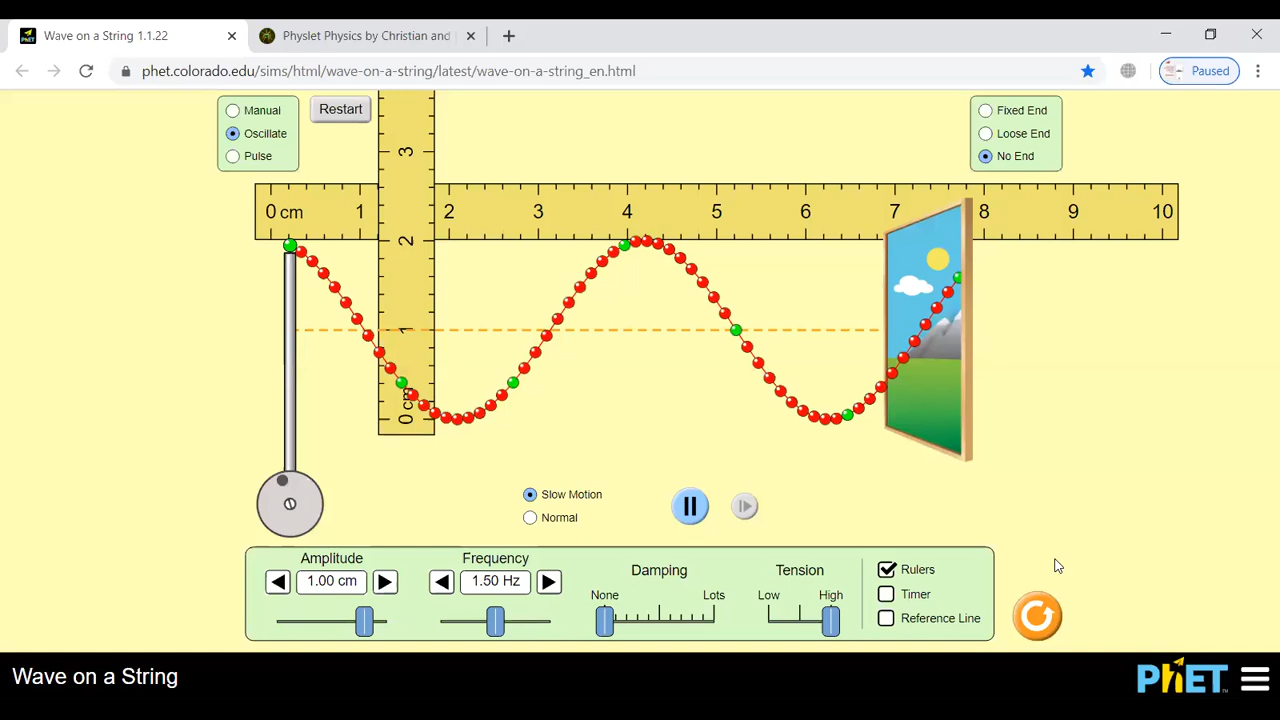 Wave on a String 1.1.22
Physlet Physics by Christian and
phet.colorado.edu/sims/html/wave-on-a-string/latest/wave-on-a-string_en.html
Paused
Manual
Oscillate
Pulse
Restart
Fixed End
Loose End
No End
3
0 cm 1 2 3 4 5 6 7 8 9 10
2
1
0 cm
Slow Motion
Normal
Amplitude
1.00 cm
Frequency
1.50 Hz
Damping
None Lots
Tension
Low High
Rulers
Timer
Reference Line
Wave on a String
PhET